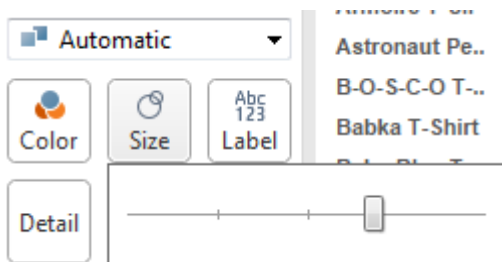 Automatic
Color
Size
Abc
123
Label
Detail
Astronaut Pe..
B-O-S-C-O T-..
Babka T-Shirt